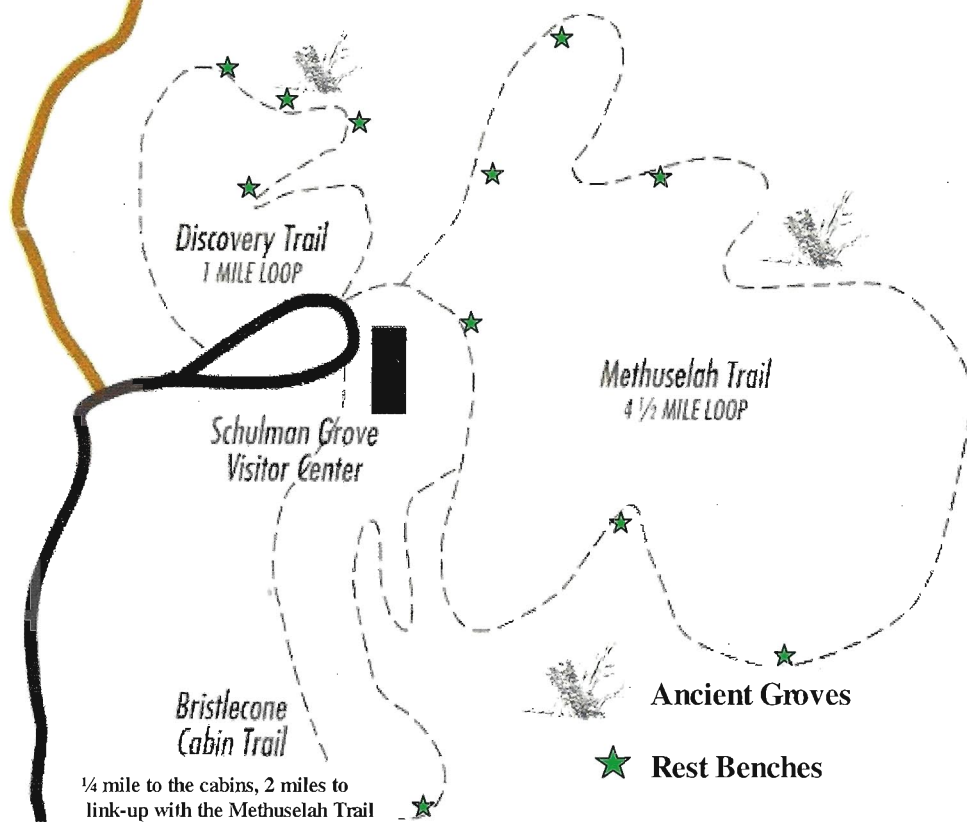 Discovery Trail
1 MILE LOOP
Methuselah Trail
4 ½ MILE LOOP
Schulman Grove
Visitor Center
Bristlecone
Cabin Trail
¼ mile to the cabins, 2 miles to
link-up with the Methuselah Trail
Ancient Groves
Rest Benches